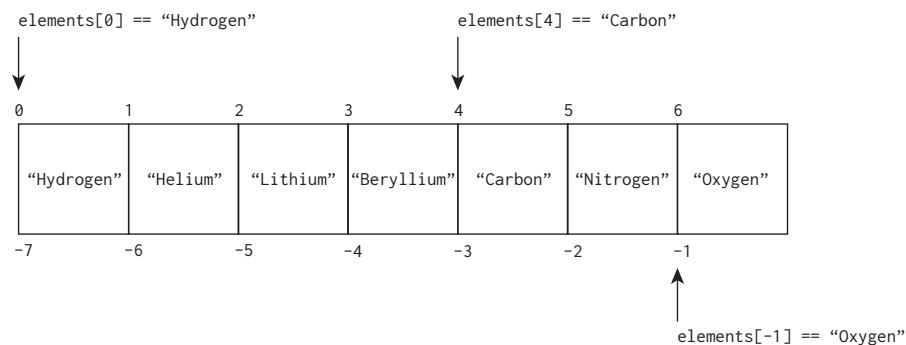 elements[0] == “Hydrogen” elements[4] == “Carbon”
0 1 2 3 4 5 6
“Hydrogen” “Helium” “Lithium” “Beryllium” “Carbon” “Nitrogen” “Oxygen”
-7 -6 -5 -4 -3 -2 -1
elements[-1] == “Oxygen”